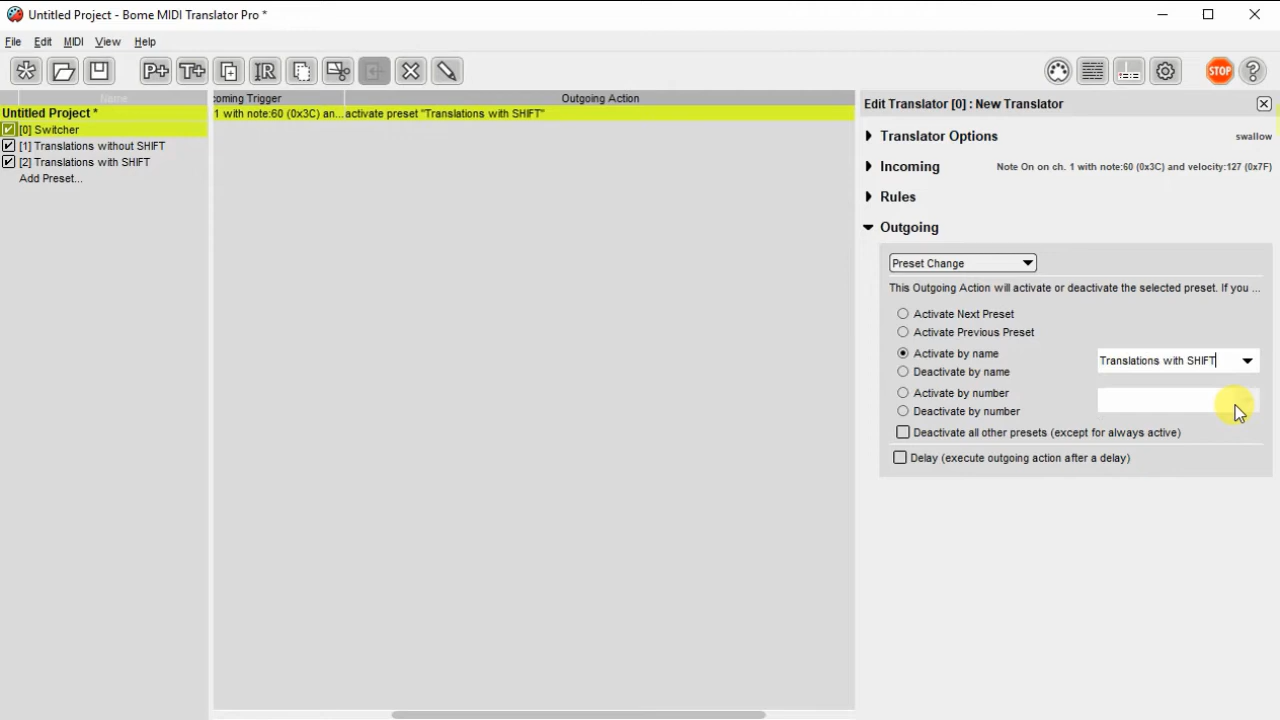 Untitled Project - Bome MIDI Translator Pro *
File Edit MIDI View Help
P+ T+ STOP ?
Name
Untitled Project *
[0] Switcher
[1] Translations without SHIFT
[2] Translations with SHIFT
Add Preset...
coming Trigger Outgoing Action
1 with note:60 (0x3C) an... activate preset "Translations with SHIFT"
Edit Translator [0] : New Translator
Translator Options swallow
Incoming Note On on ch. 1 with note:60 (0x3C) and velocity:127 (0x7F)
Rules
Outgoing
Preset Change
This Outgoing Action will activate or deactivate the selected preset. If you ...
Activate Next Preset
Activate Previous Preset
Activate by name Translations with SHIFT
Deactivate by name
Activate by number
Deactivate by number
Deactivate all other presets (except for always active)
Delay (execute outgoing action after a delay)